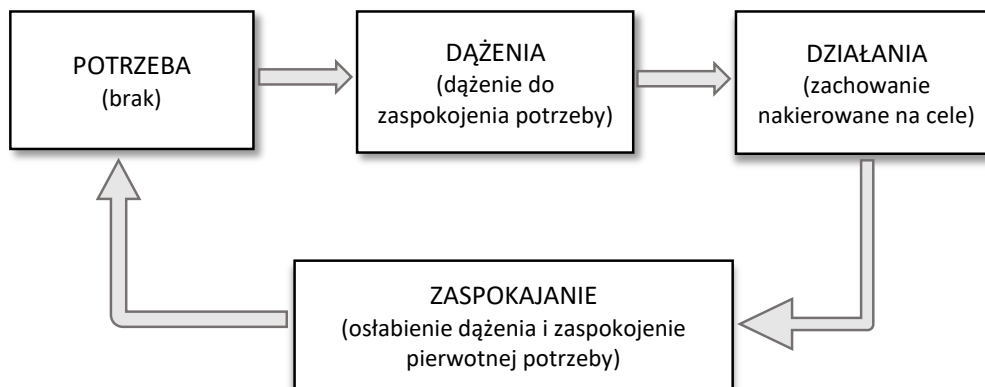 POTRZEBA
(brak)
DĄŻENIA
(dążenie do
zaspokojenia potrzeby)
DZIAŁANIA
(zachowanie
nakierowane na cele)
ZASPOKAJANIE
(osłabienie dążenia i zaspokojenie
pierwotnej potrzeby)